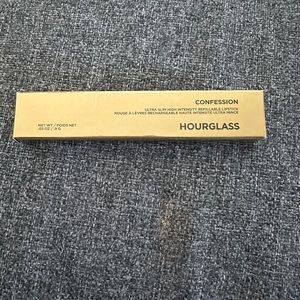 CONFESSION
ULTRA SLIM HIGH INTENSITY REFILLABLE LIPSTICK
ROUGE À LÈVRES RECHARGEABLE HAUTE INTENSITÉ ULTRA MINCE
NET WT / POIDS NET
.03 OZ / .9 G
HOURGLASS